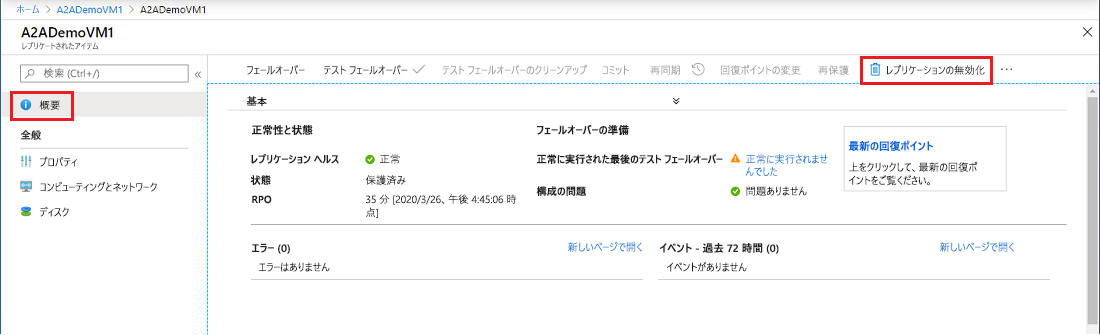 ホーム > A2ADemoVM1 > A2ADemoVM1
A2ADemoVM1
レプリケートされたアイテム
検索 (Ctrl+/)
概要
全般
プロパティ
コンピューティングとネットワーク
ディスク
フェールオーバー テスト フェールオーバー テスト フェールオーバーのクリーンアップ コミット 再同期 回復ポイントの変更 再保護 レプリケーションの無効化 ...
基本
正常性と状態
レプリケーション ヘルス 正常
状態 保護済み
RPO 35 分 [2020/3/26、午後 4:45:06 時
点]
フェールオーバーの準備
正常に実行された最後のテスト フェールオーバー 正常に実行されませ
んでした
構成の問題 問題ありません
最新の回復ポイント
上をクリックして、最新の回復ポ
イントをご覧ください。
エラー (0) 新しいページで開く
エラーはありません
イベント - 過去 72 時間 (0) 新しいページで開く
イベントがありません